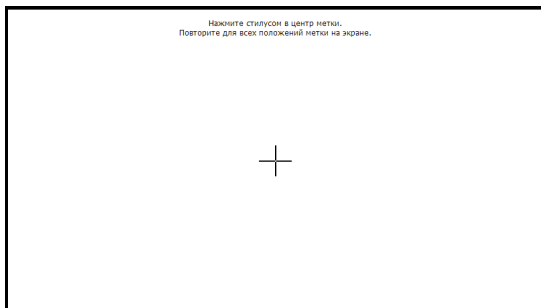 Нажмите стилусом в центр метки.
Повторите для всех положений метки на экране.